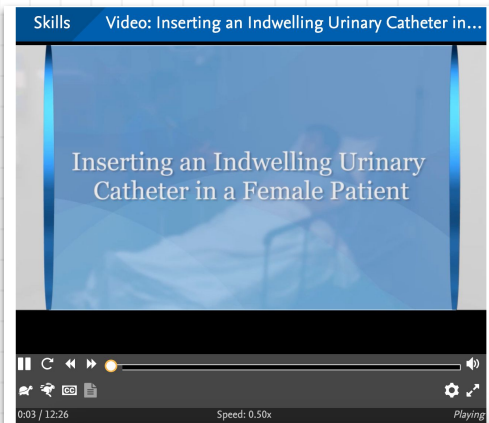 Skills Video: Inserting an Indwelling Urinary Catheter in...
Inserting an Indwelling Urinary
Catheter in a Female Patient
CC
0:03 / 12:26 Speed: 0.50x Playing